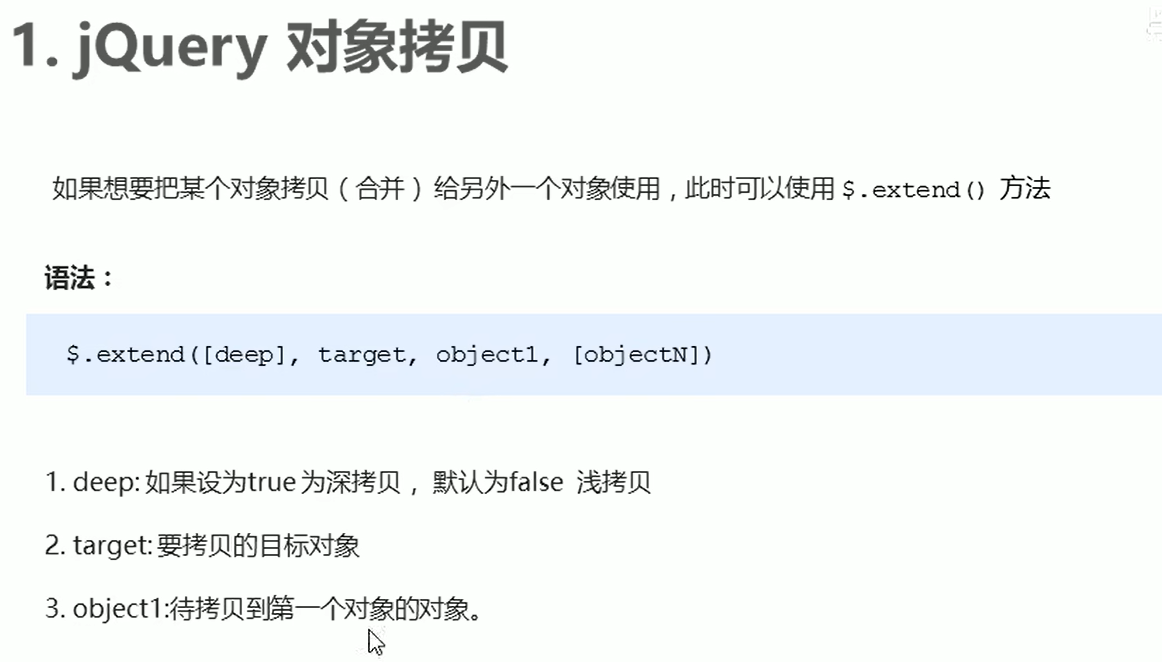 1. jQuery 对象拷贝
如果想要把某个对象拷贝（合并）给另外一个对象使用，此时可以使用 $.extend() 方法
语法：
$.extend([deep], target, object1, [objectN])
1. deep: 如果设为true 为深拷贝， 默认为false 浅拷贝
2. target: 要拷贝的目标对象
3. object1:待拷贝到第一个对象的对象。